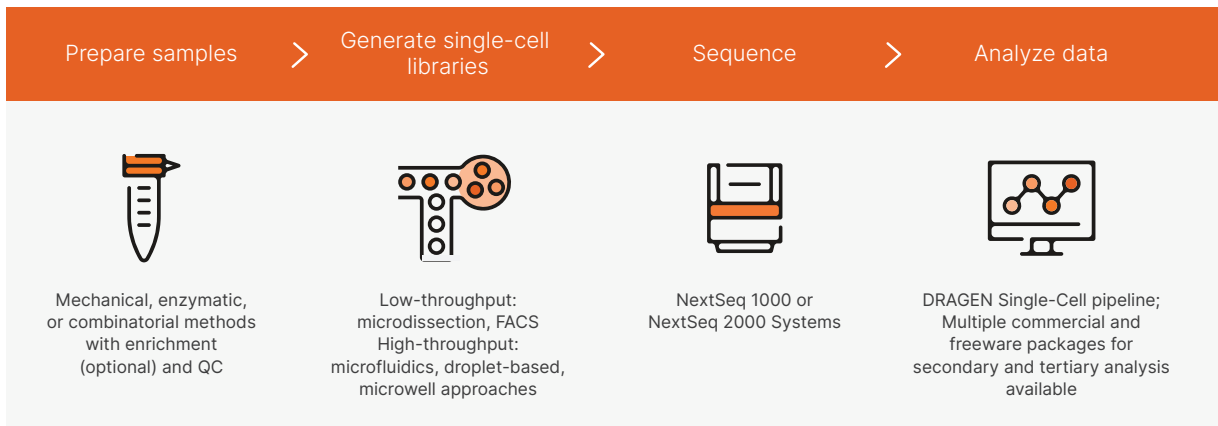 Prepare samples
Generate single-cell
libraries
Sequence
Analyze data
Mechanical, enzymatic,
or combinatorial methods
with enrichment
(optional) and QC
Low-throughput:
microdissection, FACS
High-throughput:
microfluidics, droplet-based,
microwell approaches
NextSeq 1000 or
NextSeq 2000 Systems
DRAGEN Single-Cell pipeline;
Multiple commercial and
freeware packages for
secondary and tertiary analysis
available